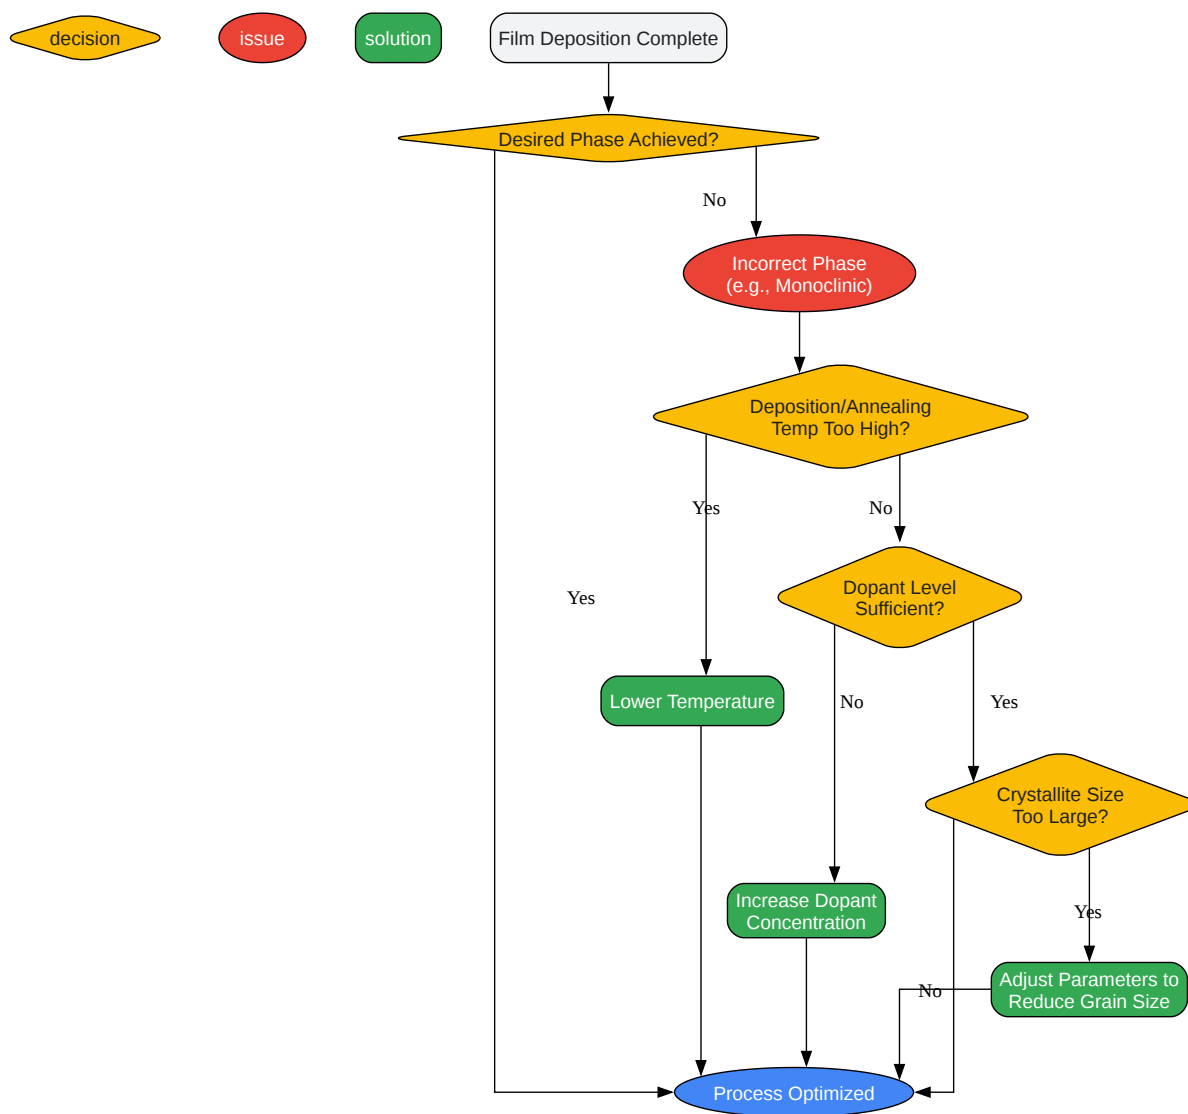 decision
issue
solution
Film Deposition Complete
Desired Phase Achieved?
No
Incorrect Phase
(e.g., Monoclinic)
Deposition/Annealing
Temp Too High?
Yes
No
Yes
Dopant Level
Sufficient?
Lower Temperature
No
Yes
Crystallite Size
Too Large?
Increase Dopant
Concentration
Yes
No
Adjust Parameters to
Reduce Grain Size
Process Optimized